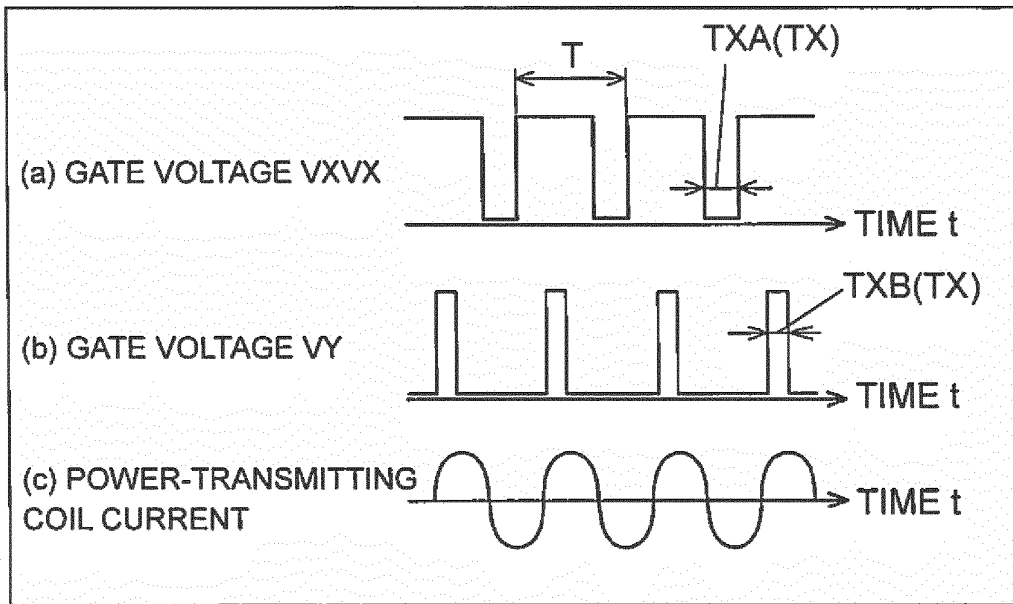 TXA(TX)
T
(a) GATE VOLTAGE VXVX
TIME t
TXB(TX)
(b) GATE VOLTAGE VY
TIME t
(c) POWER-TRANSMITTING
COIL CURRENT
TIME t